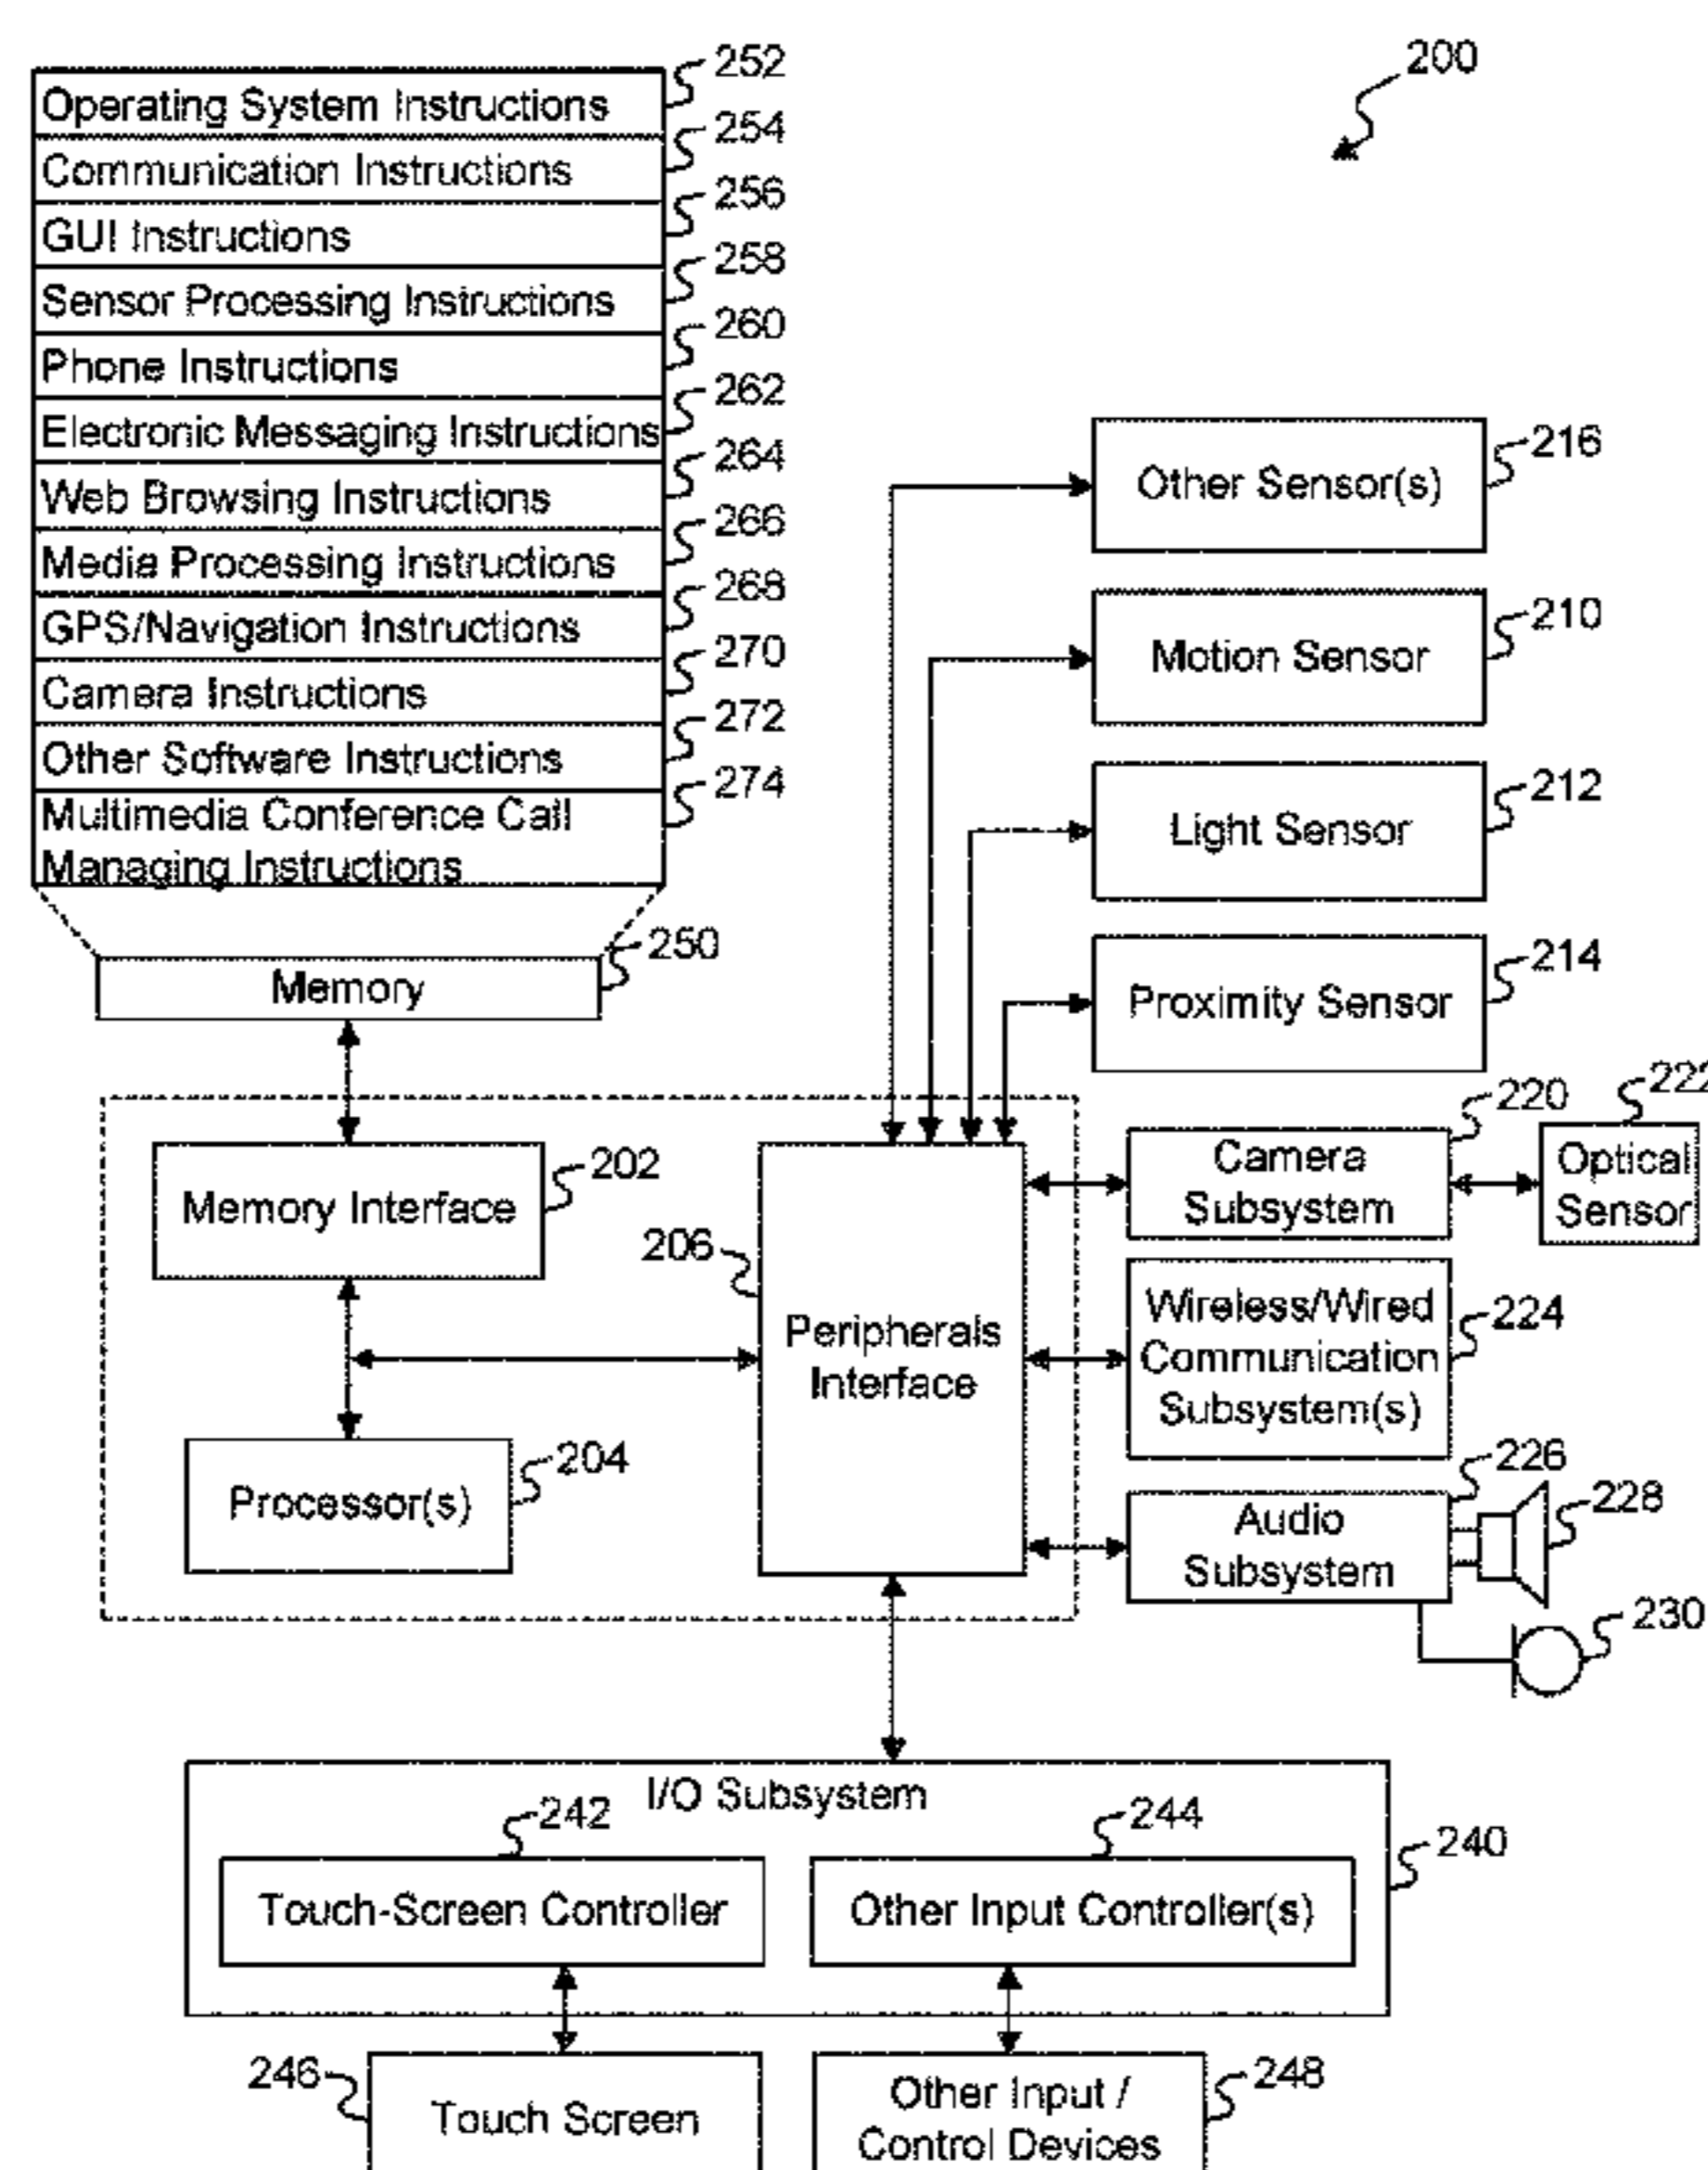 200
Operating System Instructions 252
Communication Instructions 254
GUI Instructions 256
Sensor Processing Instructions 258
Phone Instructions 260
Electronic Messaging Instructions 262
Web Browsing Instructions 264
Media Processing Instructions 266
GPS/Navigation Instructions 268
Camera Instructions 270
Other Software Instructions 272
Multimedia Conference Call 274
Managing Instructions
Memory 250
Other Sensor(s) 216
Motion Sensor 210
Light Sensor 212
Proximity Sensor 214
Memory Interface 202
Processor(s) 204
206
Peripherals
Interface
Camera 220
Subsystem
Optical 222
Sensor
Wireless/Wired 224
Communication
Subsystem(s)
Audio 226
Subsystem
228
230
I/O Subsystem 240
Touch-Screen Controller 242
Other Input Controller(s) 244
246 Touch Screen
Other Input / 248
Control Devices